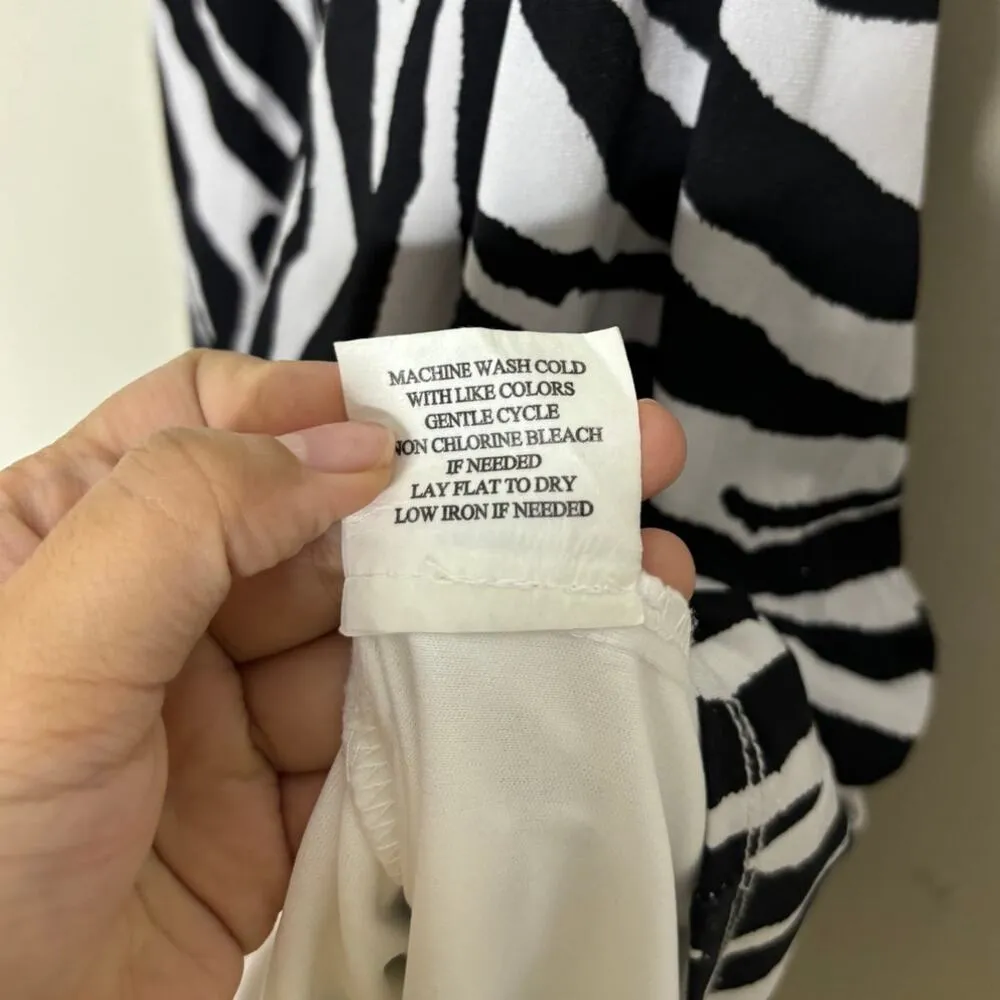 MACHINE WASH COLD
WITH LIKE COLORS
GENTLE CYCLE
NON CHLORINE BLEACH
IF NEEDED
LAY FLAT TO DRY
LOW IRON IF NEEDED